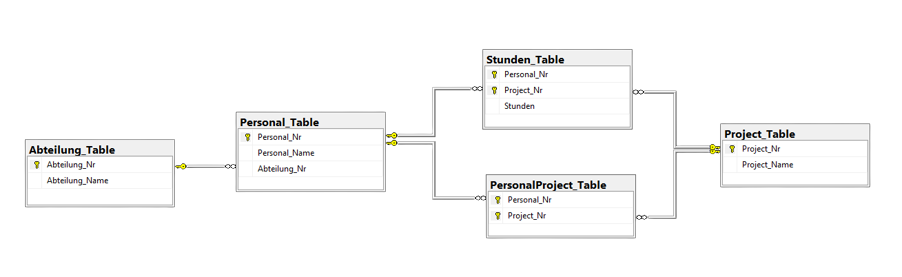 Abteilung_Table
Abteilung_Nr
Abteilung_Name
Personal_Table
Personal_Nr
Personal_Name
Abteilung_Nr
Stunden_Table
Personal_Nr
Project_Nr
Stunden
PersonalProject_Table
Personal_Nr
Project_Nr
Project_Table
Project_Nr
Project_Name